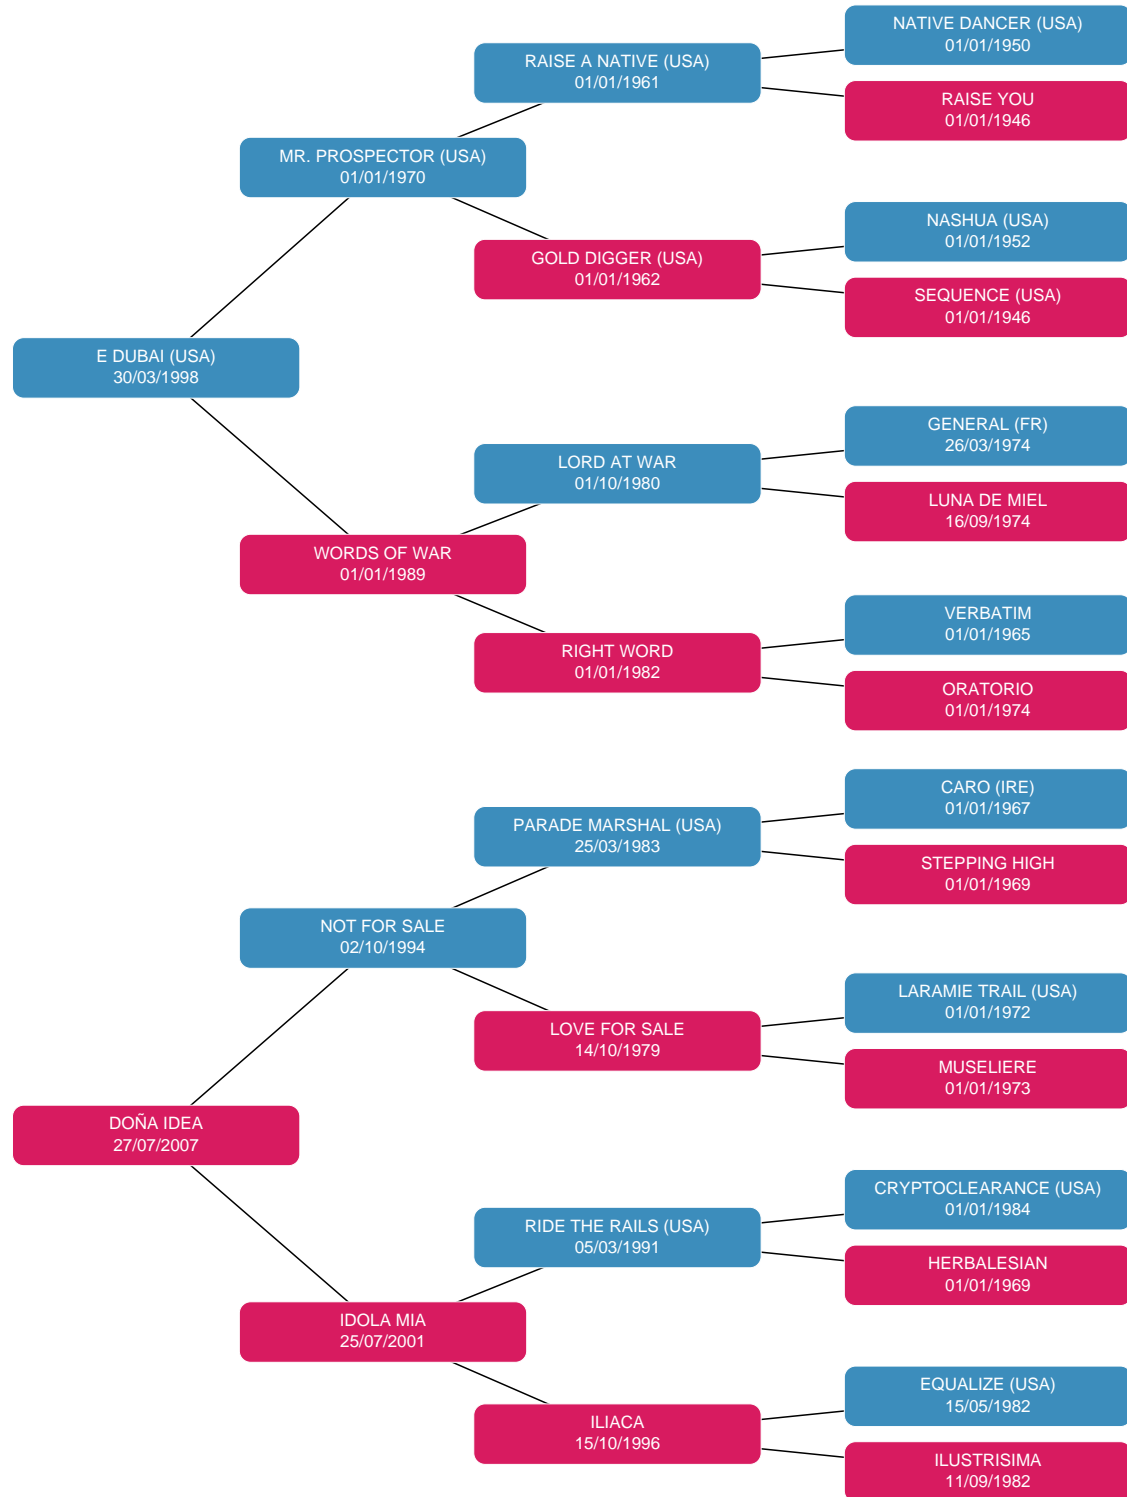 NATIVE DANCER (USA)
01/01/1950
RAISE A NATIVE (USA)
01/01/1961
RAISE YOU
01/01/1946
MR. PROSPECTOR (USA)
01/01/1970
NASHUA (USA)
01/01/1952
GOLD DIGGER (USA)
01/01/1962
SEQUENCE (USA)
01/01/1946
E DUBAI (USA)
30/03/1998
GENERAL (FR)
26/03/1974
LORD AT WAR
01/10/1980
LUNA DE MIEL
16/09/1974
WORDS OF WAR
01/01/1989
VERBATIM
01/01/1965
RIGHT WORD
01/01/1982
ORATORIO
01/01/1974
CARO (IRE)
01/01/1967
PARADE MARSHAL (USA)
25/03/1983
STEPPING HIGH
01/01/1969
NOT FOR SALE
02/10/1994
LARAMIE TRAIL (USA)
01/01/1972
LOVE FOR SALE
14/10/1979
MUSELIERE
01/01/1973
DOÑA IDEA
27/07/2007
CRYPTOCLEARANCE (USA)
01/01/1984
RIDE THE RAILS (USA)
05/03/1991
HERBALESIAN
01/01/1969
IDOLA MIA
25/07/2001
EQUALIZE (USA)
15/05/1982
ILIACA
15/10/1996
ILUSTRISIMA
11/09/1982